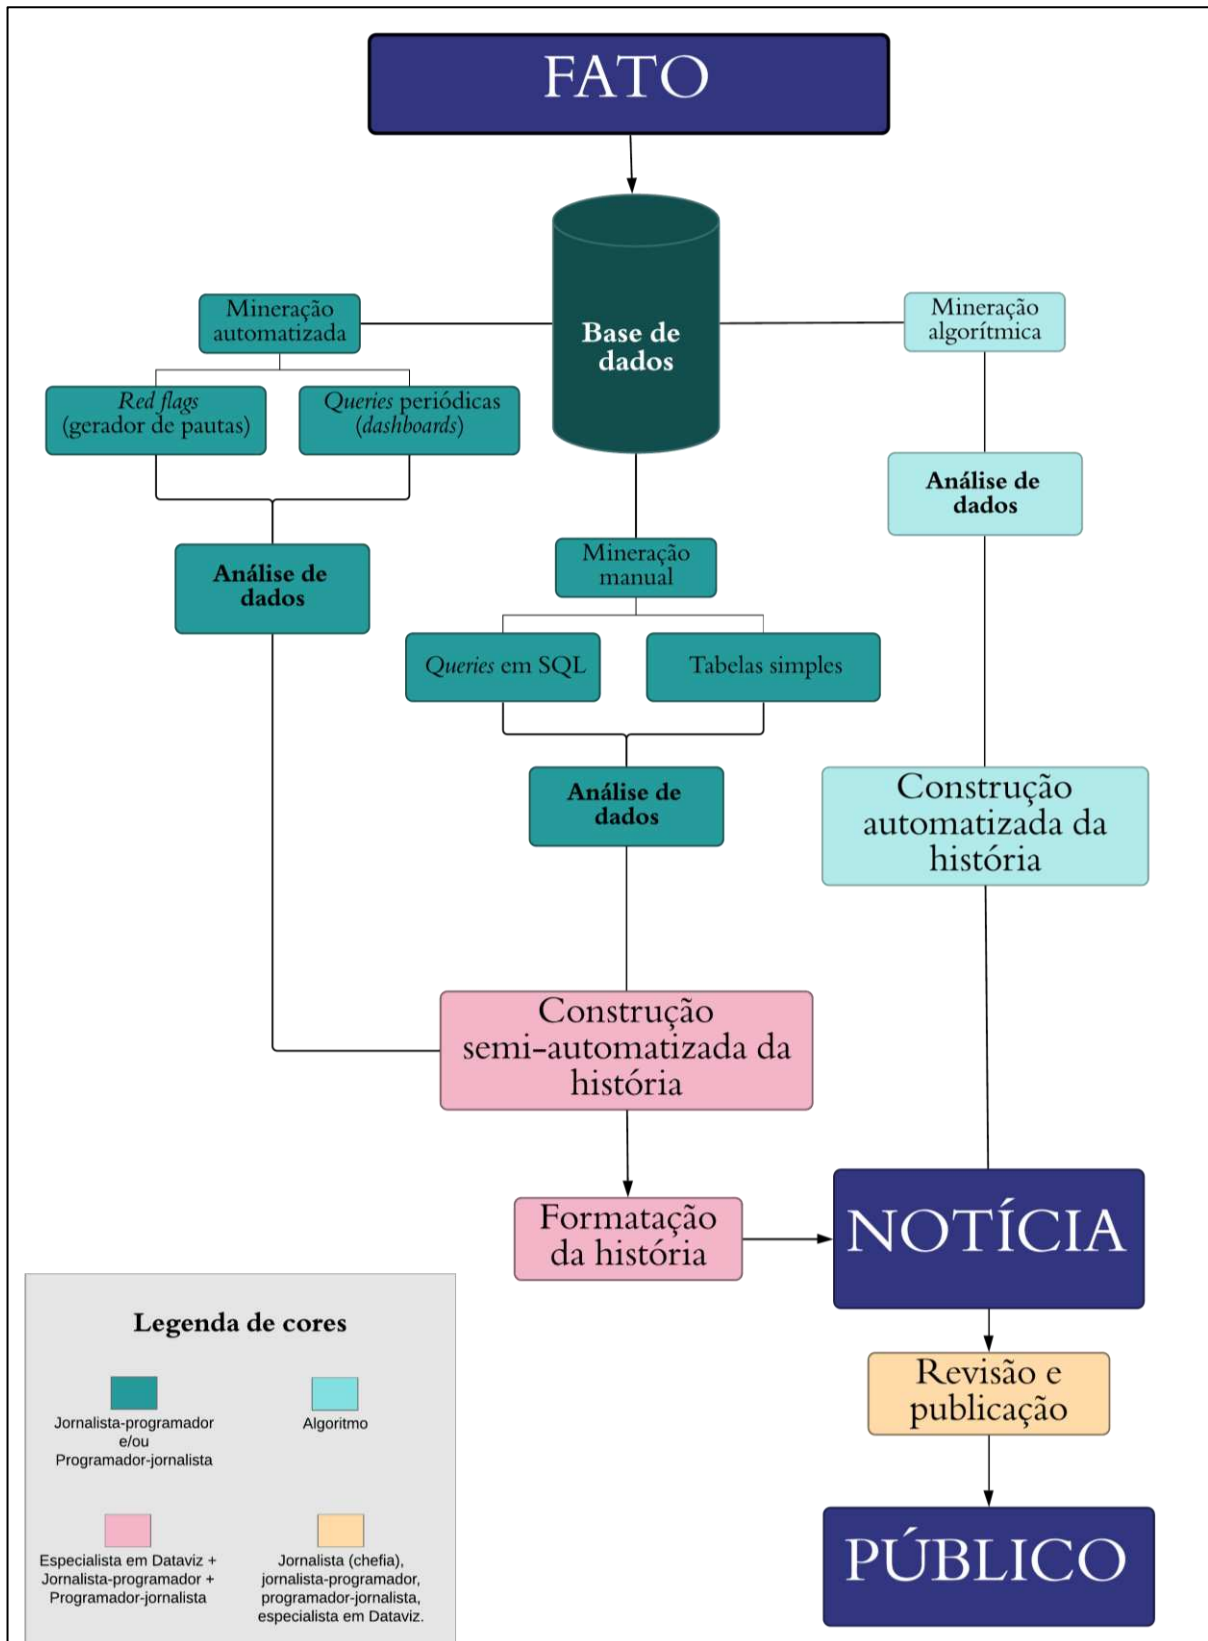 FATO
Mineração
automatizada
Mineração
algorítmica
Base de
dados
Red flags
(gerador de pautas)
Queries periódicas
(dashboards)
Análise de
dados
Mineração
manual
Análise de
dados
Queries em SQL
Tabelas simples
Análise de
dados
Construção
automatizada da
história
Construção
semi-automatizada da
história
Formatação
da história
NOTÍCIA
Revisão e
publicação
PÚBLICO
Legenda de cores
Jornalista-programador
e/ou
Programador-jornalista
Algoritmo
Especialista em Dataviz +
Jornalista-programador +
Programador-jornalista
Jornalista (chefia),
jornalista-programador,
programador-jornalista,
especialista em Dataviz.